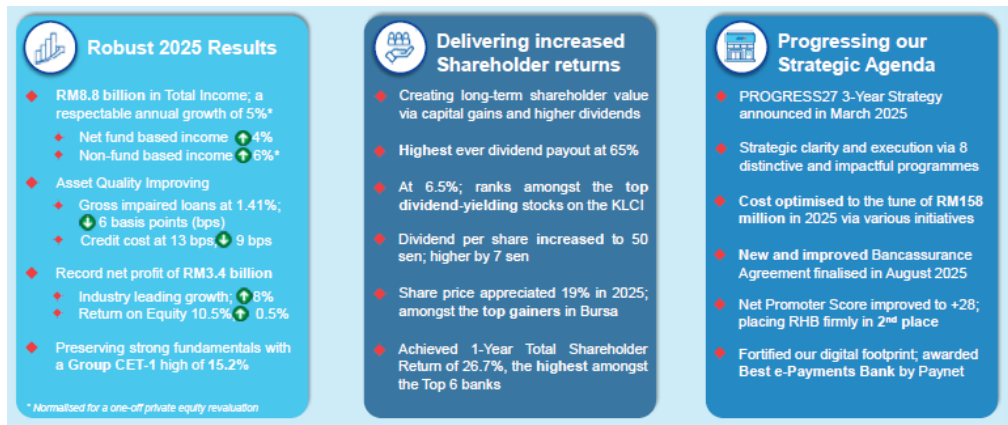 Robust 2025 Results
RM8.8 billion in Total Income; a
respectable annual growth of 5%*
Net fund based income 4%
Non-fund based income 6%*
Asset Quality Improving
Gross impaired loans at 1.41%;
6 basis points (bps)
Credit cost at 13 bps, 9 bps
Record net profit of RM3.4 billion
Industry leading growth; 8%
Return on Equity 10.5% 0.5%
Preserving strong fundamentals with
a Group CET-1 high of 15.2%
* Normalised for a one-off private equity revaluation
Delivering increased
Shareholder returns
Creating long-term shareholder value
via capital gains and higher dividends
Highest ever dividend payout at 65%
At 6.5%; ranks amongst the top
dividend-yielding stocks on the KLCI
Dividend per share increased to 50
sen; higher by 7 sen
Share price appreciated 19% in 2025;
amongst the top gainers in Bursa
Achieved 1-Year Total Shareholder
Return of 26.7%, the highest amongst
the Top 6 banks
Progressing our
Strategic Agenda
PROGRESS27 3-Year Strategy
announced in March 2025
Strategic clarity and execution via 8
distinctive and impactful programmes
Cost optimised to the tune of RM158
million in 2025 via various initiatives
New and improved Bancassurance
Agreement finalised in August 2025
Net Promoter Score improved to +28;
placing RHB firmly in 2nd place
Fortified our digital footprint; awarded
Best e-Payments Bank by Paynet